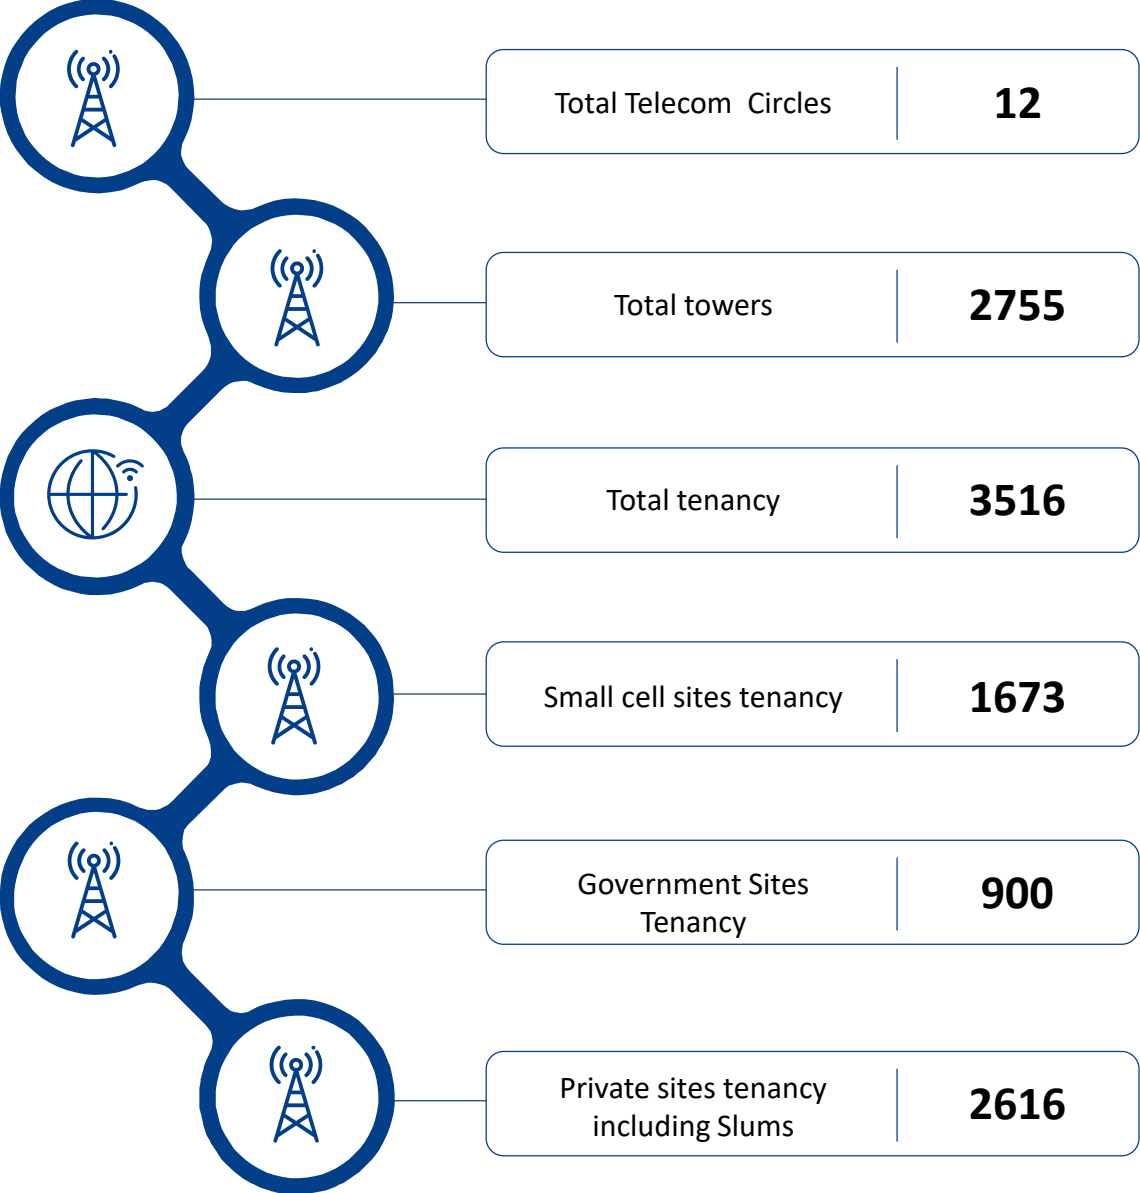 Total Telecom  Circles
12
Total towers
2755
Total tenancy
3516
Small cell sites tenancy
1673
Government Sites
Tenancy
900
Private sites tenancy
including Slums
2616